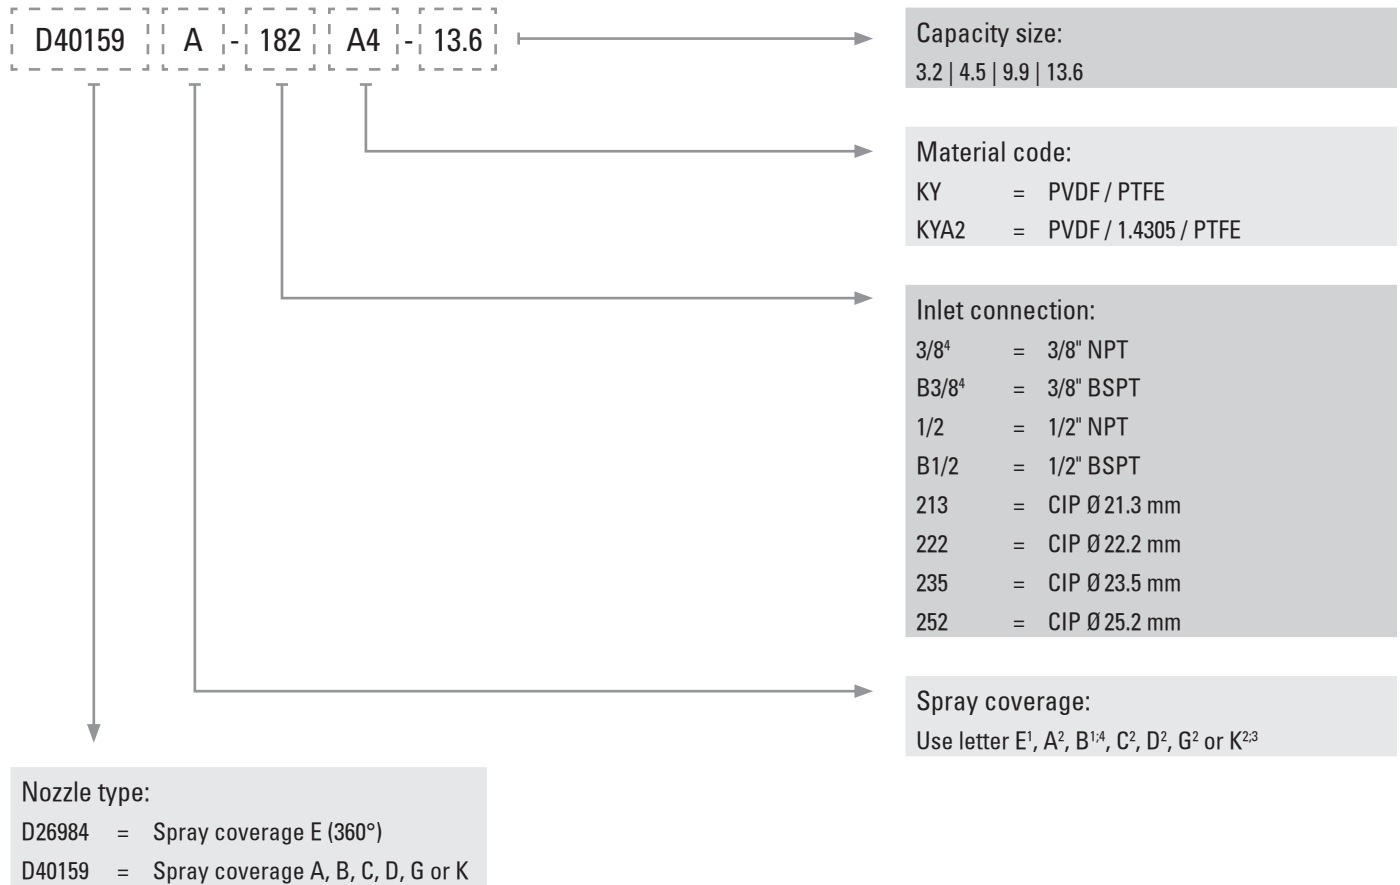 D40159 A - 182 A4 - 13.6
Capacity size:
3.2 | 4.5 | 9.9 | 13.6
Material code:
KY = PVDF / PTFE
KYA2 = PVDF / 1.4305 / PTFE
Inlet connection:
3/8⁴ = 3/8" NPT
B3/8⁴ = 3/8" BSPT
1/2 = 1/2" NPT
B1/2 = 1/2" BSPT
213 = CIP Ø 21.3 mm
222 = CIP Ø 22.2 mm
235 = CIP Ø 23.5 mm
252 = CIP Ø 25.2 mm
Spray coverage:
Use letter E¹, A², B¹;⁴, C², D², G² or K²;³
Nozzle type:
D26984 = Spray coverage E (360°)
D40159 = Spray coverage A, B, C, D, G or K